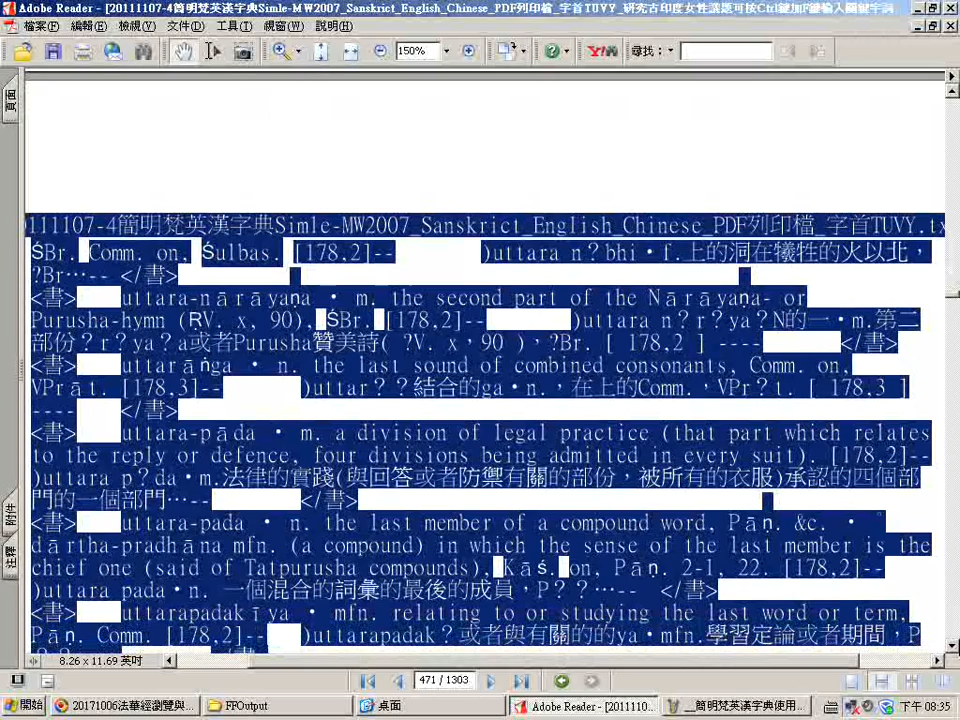 20111107-4簡明梵英漢字典Simle-MW2007_Sanskrict_English_Chinese_PDF列印檔_字首TUVY_研究古印度女性議題可按Ctrl鍵加F鍵輸入關鍵字詞
檔案(F) 編輯(E) 檢視(V) 文件(D) 工具(T) 視窗(W) 說明(H)
150% Y! 尋找:
頁面
附件
註釋
111107-4簡明梵英漢字典Simle-MW2007_Sanskrict_English_Chinese_PDF列印檔_字首TUVY.tx
ŚBr. Comm. on, Śulbas. [178,2]-- )uttara n?bhi‧f.上的洞在犧牲的火以北,
?Br…-- </書>
<書> uttara-nārāyaṇa ‧ m. the second part of the Nārāyaṇa- or
Purusha-hymn (ṚV. x, 90), ŚBr. [178,2]-- )uttara n?r?ya?N的一‧m.第二
部份?r?ya?a或者Purusha贊美詩( ?V. x,90 ),?Br. [ 178,2 ] ---- </書>
<書> uttarāṅga ‧ n. the last sound of combined consonants, Comm. on,
VPrāt. [178,3]-- )uttar??結合的ga‧n.,在上的Comm.,VPr?t. [ 178,3 ]
---- </書>
<書> uttara-pāda ‧ m. a division of legal practice (that part which relates
to the reply or defence, four divisions being admitted in every suit). [178,2]--
)uttara p?da‧m.法律的實踐(與回答或者防禦有關的部份,被所有的衣服)承認的四個部
門的一個部門…-- </書>
<書> uttara-pada ‧ n. the last member of a compound word, Pāṇ. &c. ‧ °
dārtha-pradhāna mfn. (a compound) in which the sense of the last member is the
chief one (said of Tatpurusha compounds), Kāś. on, Pāṇ. 2-1, 22. [178,2]--
)uttara pada‧n. 一個混合的詞彙的最後的成員,P??…-- </書>
<書> uttarapadakīya ‧ mfn. relating to or studying the last word or term,
Pāṇ. Comm. [178,2]-- )uttarapadak?或者與有關的的ya‧mfn.學習定論或者期間,P
8.26 x 11.69 英吋
471 / 1303
開始 20171006法華經瀏覽與... FFOutput 桌面 Adobe Reader - [201110... __簡明梵英字典使用... 下午 08:35